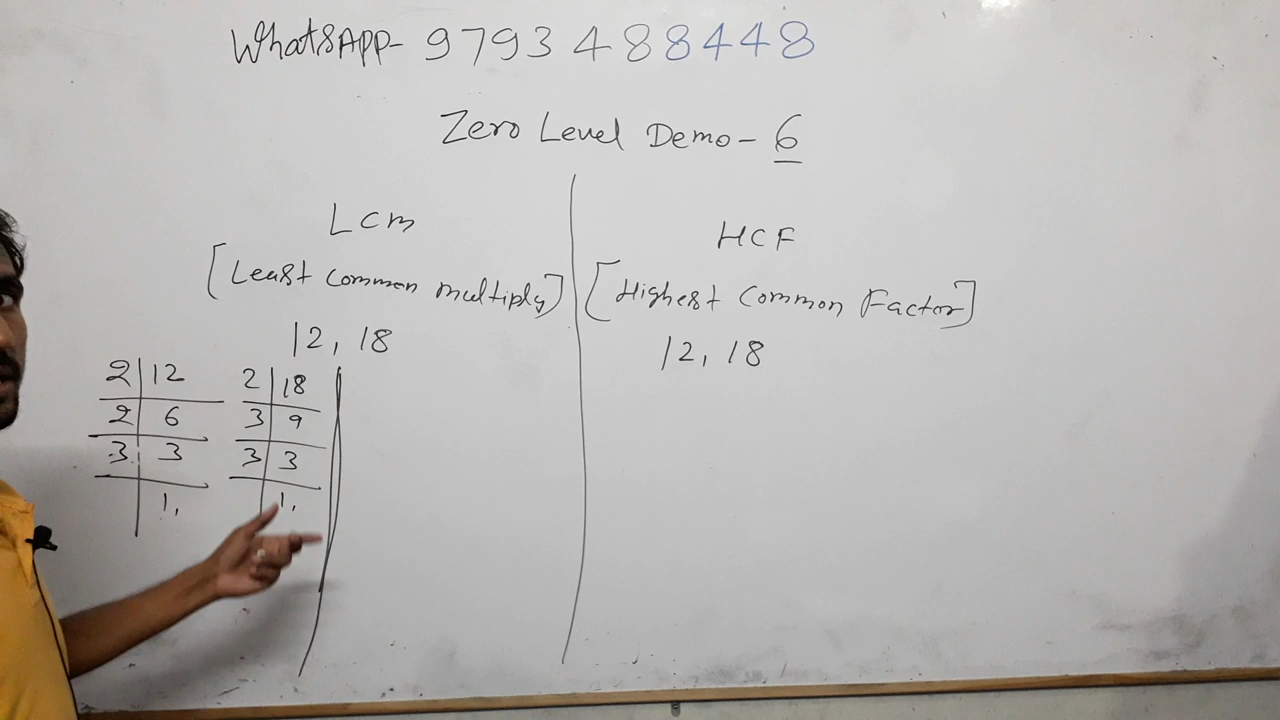 WhatsApp- 9793488448
Zero Level Demo-6
LCM
[Least common multiply]
12, 18
2 12
2 6
3 3
1,
2 18
3 9
3 3
1,
HCF
[Highest Common Factor]
12, 18